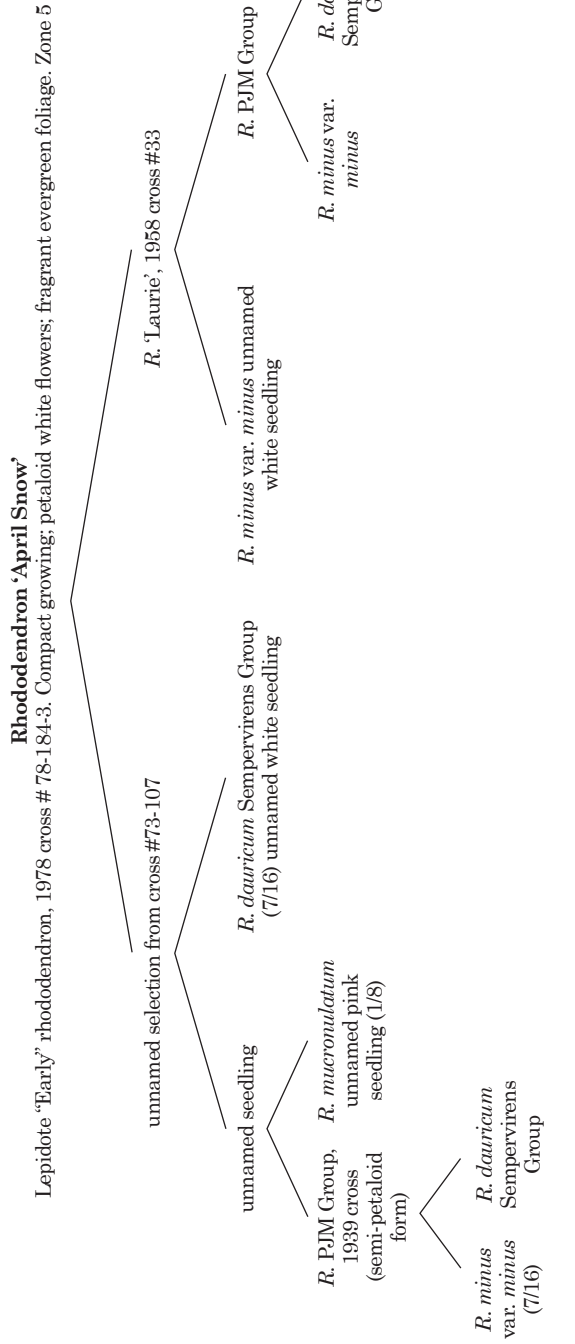 Rhododendron ‘April Snow’
Lepidote “Early” rhododendron, 1978 cross # 78-184-3. Compact growing; petaloid white flowers; fragrant evergreen foliage. Zone 5
unnamed selection from cross #73-107
R. ‘Laurie’, 1958 cross #33
unnamed seedling
R. dauricum Sempervirens Group
(7/16) unnamed white seedling
R. minus var. minus unnamed
white seedling
R. PJM Group
R. PJM Group,
1939 cross
(semi-petaloid
form)
R. mucronulatum
unnamed pink
seedling (1/8)
R. minus var.
minus
R.
R. minus
var. minus
(7/16)
R. dauricum
Sempervirens
Group